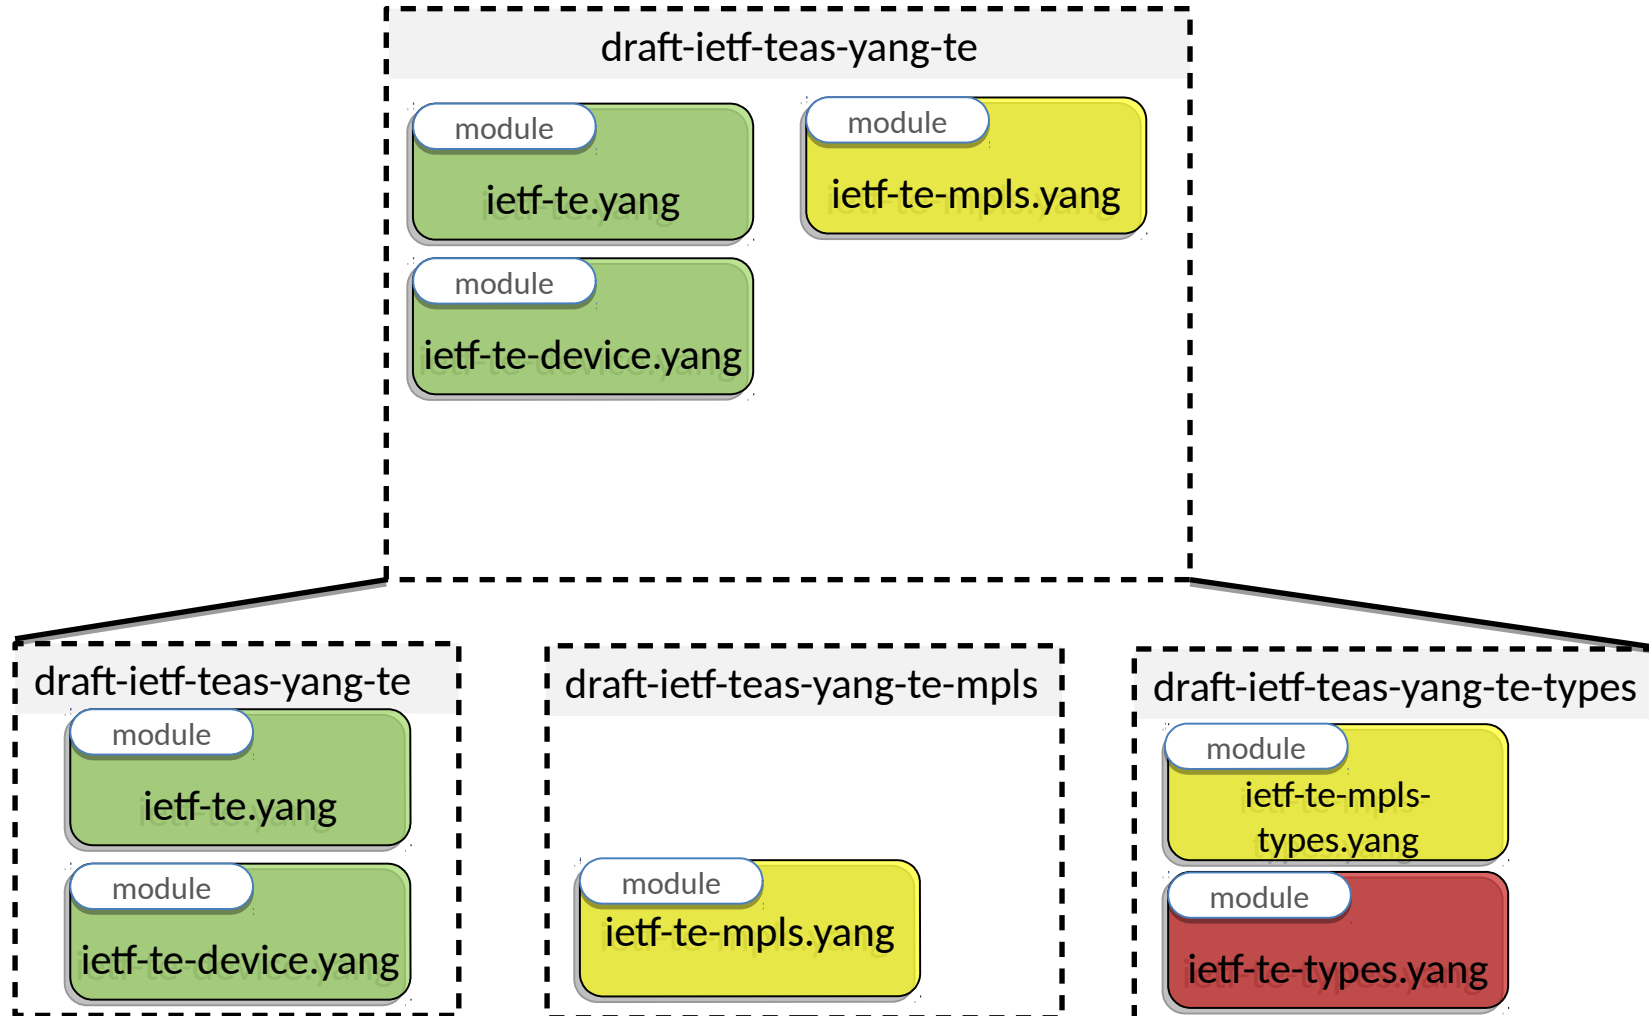 draft-ietf-teas-yang-te
module
ietf-te.yang
module
ietf-te-mpls.yang
module
ietf-te-device.yang
draft-ietf-teas-yang-te
module
ietf-te.yang
module
ietf-te-device.yang
draft-ietf-teas-yang-te-mpls
module
ietf-te-mpls.yang
draft-ietf-teas-yang-te-types
module
ietf-te-mpls-
types.yang
module
ietf-te-types.yang